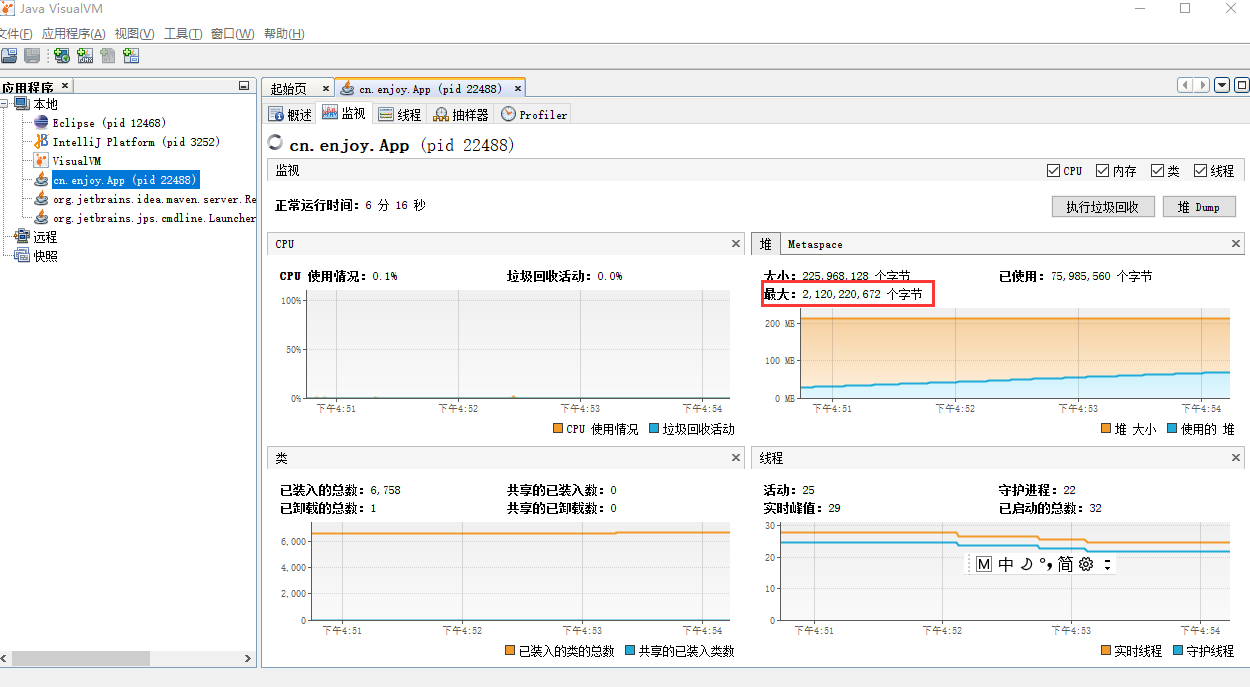 Java VisualVM
文件(F) 应用程序(A) 视图(V) 工具(T) 窗口(W) 帮助(H)
应用程序
本地
Eclipse (pid 12468)
IntelliJ Platform (pid 3252)
VisualVM
cn.enjoy.App (pid 22488)
org.jetbrains.idea.maven.server.Re
org.jetbrains.jps.cmdline.Launcher
远程
快照
起始页 cn.enjoy.App (pid 22488)
概述 监视 线程 抽样器 Profiler
cn.enjoy.App (pid 22488)
监视 CPU 内存 类 线程
正常运行时间: 6 分 16 秒 执行垃圾回收 堆 Dump
CPU
CPU 使用情况: 0.1% 垃圾回收活动: 0.0%
100%
50%
0%
下午4:51 下午4:52 下午4:53 下午4:54
CPU 使用情况 垃圾回收活动
堆 Metaspace
大小: 225,968,128 个字节 已使用: 75,985,560 个字节
最大: 2,120,220,672 个字节
200 MB
100 MB
0 MB
下午4:51 下午4:52 下午4:53 下午4:54
堆 大小 使用的 堆
类
已装入的总数: 6,758 共享的已装入数: 0
已卸载的总数: 1 共享的已卸载数: 0
6,000
4,000
2,000
0
下午4:51 下午4:52 下午4:53 下午4:54
已装入的类的总数 共享的已装入类数
线程
活动: 25 守护进程: 22
实时峰值: 29 已启动的总数: 32
30
20
10
0
M 中 简
下午4:51 下午4:52 下午4:53 下午4:54
实时线程 守护线程